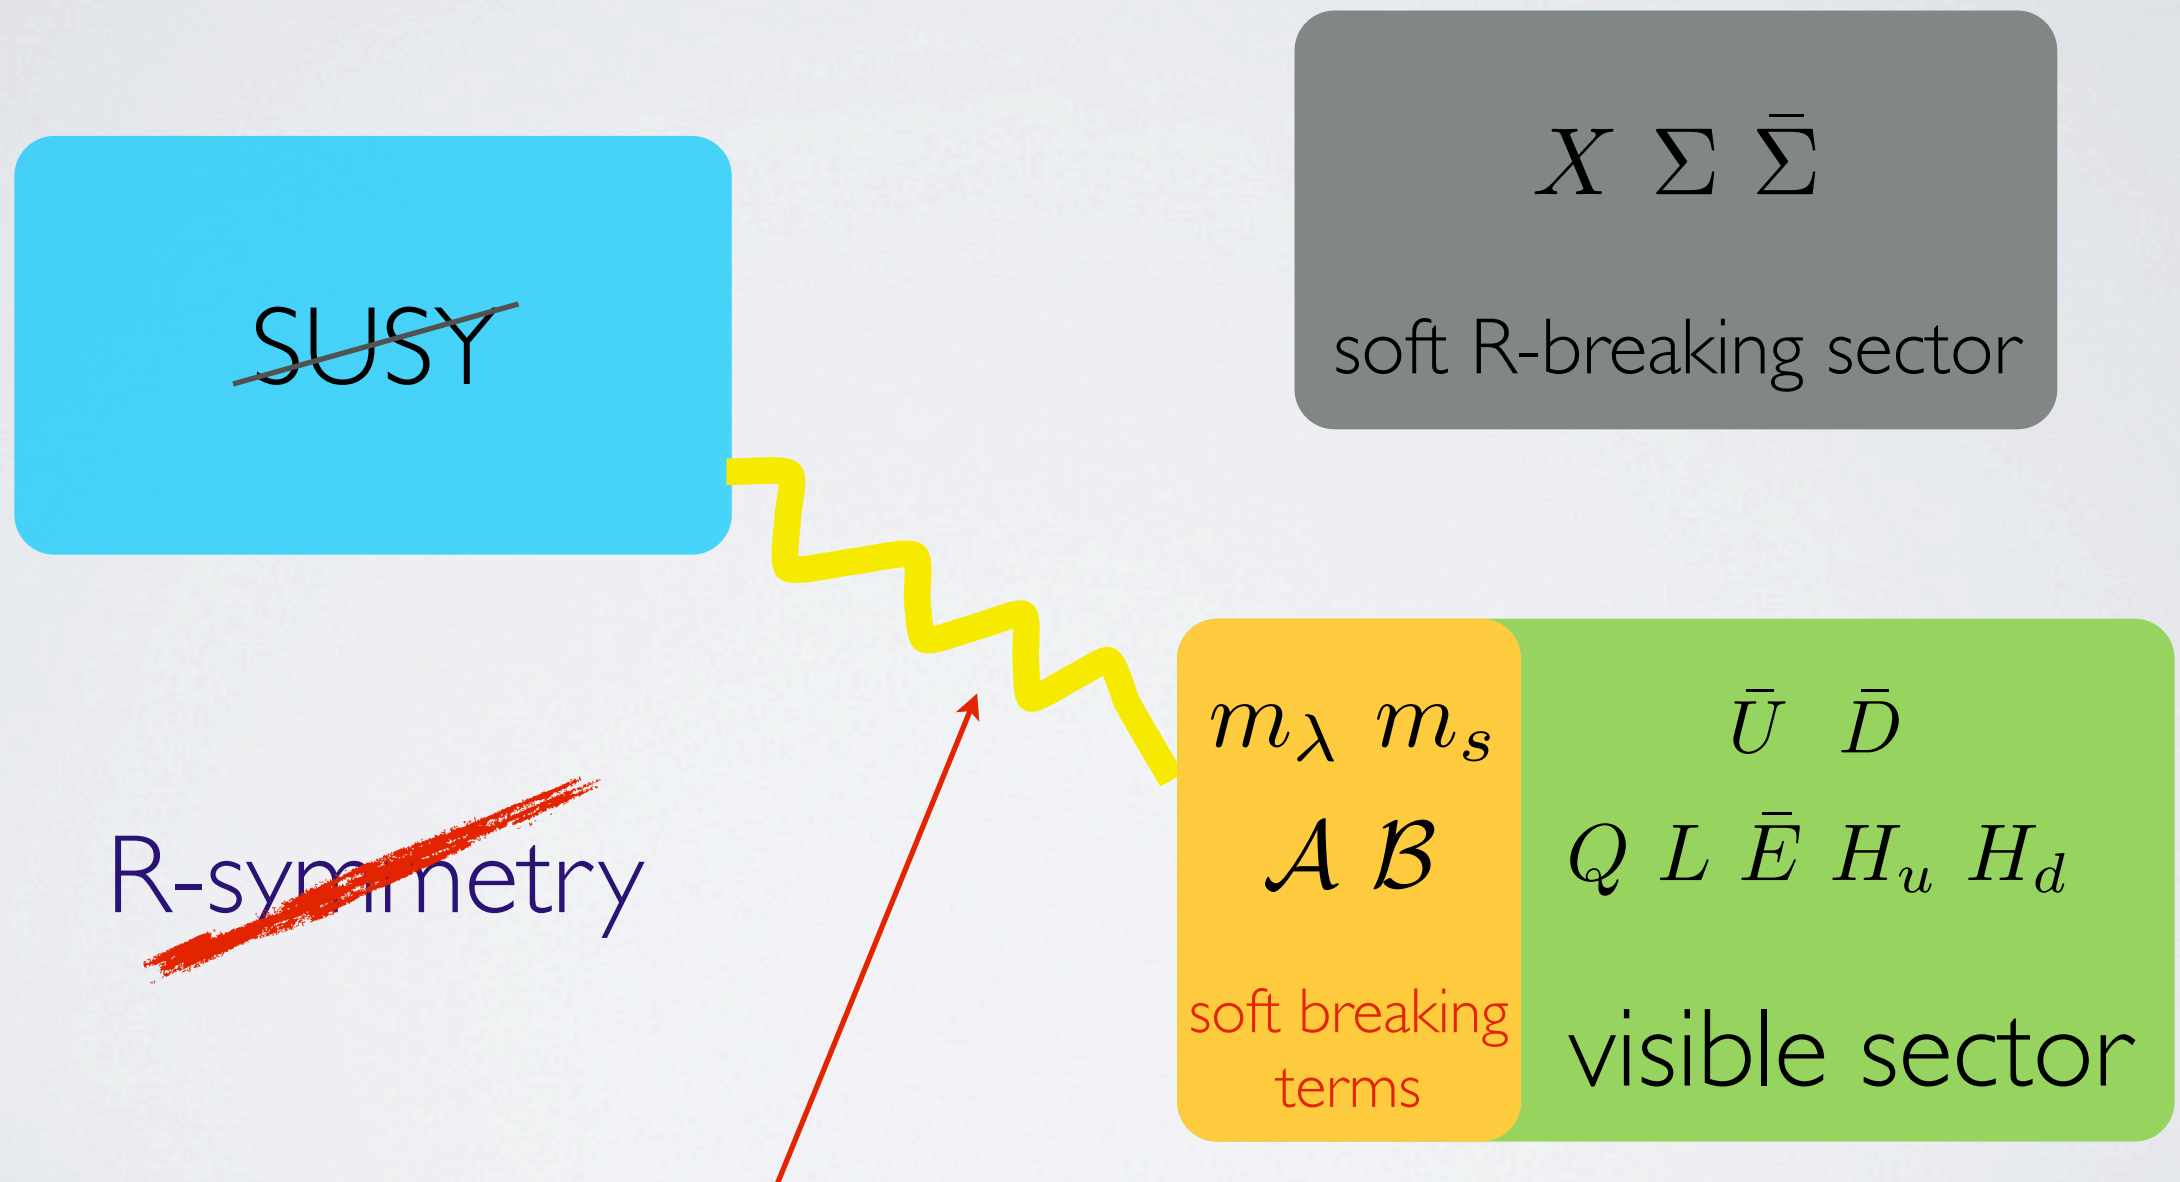 X Σ Σ̄
soft R-breaking sector
SUSY
R-symmetry
m_λ m_s
𝒜 ℬ
soft breaking
terms
Ū D̄
Q L Ē H_u H_d
visible sector